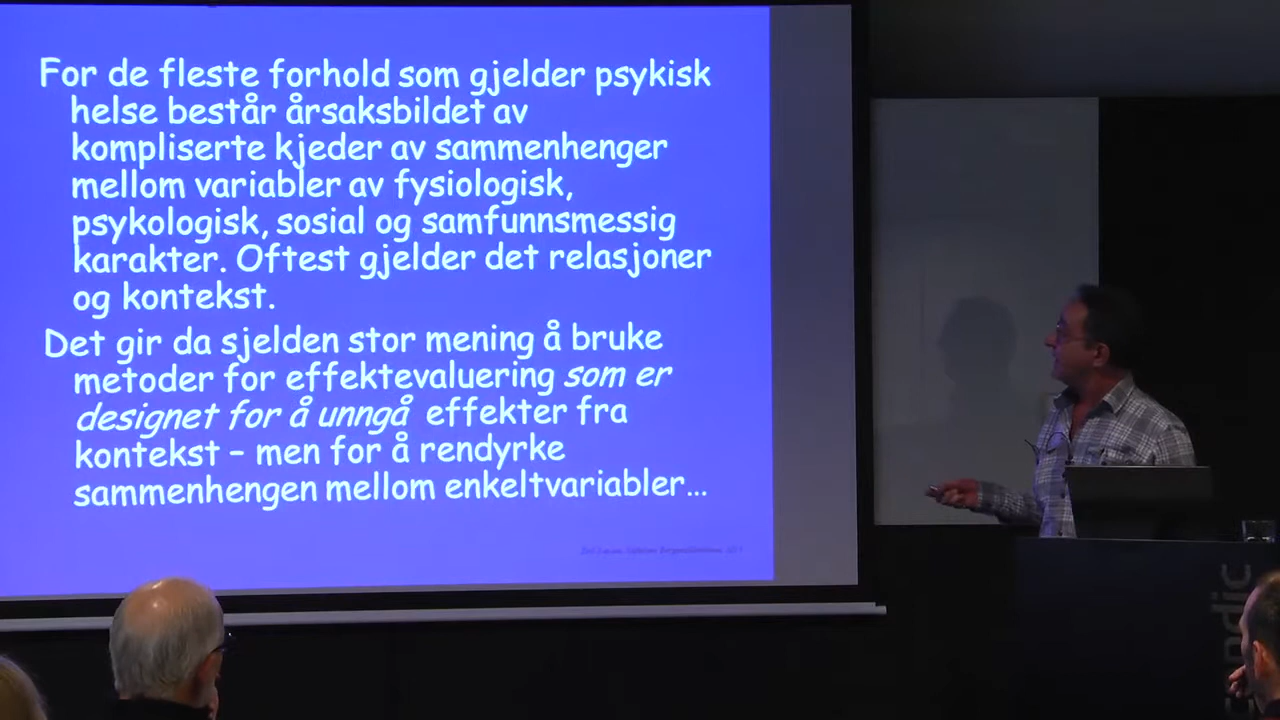 For de fleste forhold som gjelder psykisk
helse består årsaksbildet av
kompliserte kjeder av sammenhenger
mellom variabler av fysiologisk,
psykologisk, sosial og samfunnsmessig
karakter. Oftest gjelder det relasjoner
og kontekst.
Det gir da sjelden stor mening å bruke
metoder for effektevaluering som er
designet for å unngå effekter fra
kontekst – men for å rendyrke
sammenhengen mellom enkeltvariabler...